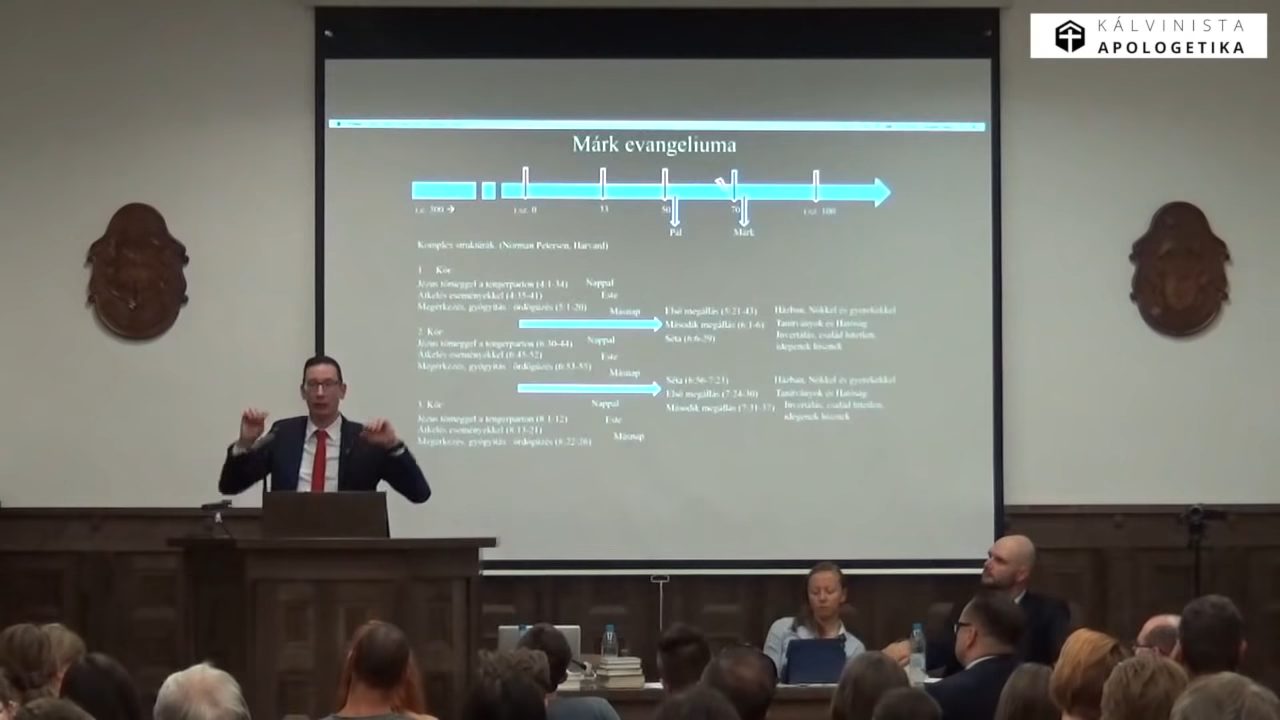 KÁLVINISTA
APOLOGETIKA
Márk evangeliuma
i.e. 300 → i.sz. 0 33 50 70 i.sz. 100
Pál Márk
Komplex struktúrák. (Norman Petersen, Harvard)
1 Kör
Jézus tömeggel a tengerparton (4:1-34) Nappal
Átkelés eseményekkel (4:35-41) Este
Megérkezés, gyógyítás ördögűzés (5:1-20) Másnap
Első megállás (5:21-43) Házban, Nőkkel és gyerekekkel
Második megállás (6:1-6) Tanítványok és Hatóság
Séta (6:6-29) Invertálás, család hitetlen,
idegenek hisznek
2. Kör
Jézus tömeggel a tengerparton (6:30-44) Nappal
Átkelés eseményekkel (6:45-52) Este
Megérkezés, gyógyítás ördögűzés (6:53-55) Másnap
Séta (6:56-7:23) Házban, Nőkkel és gyerekekkel
Első megállás (7:24-30) Tanítványok és Hatóság
Második megállás (7:31-37) Invertálás, család hitetlen,
idegenek hisznek
3. Kör
Jézus tömeggel a tengerparton (8:1-12) Nappal
Átkelés eseményekkel (8:13-21) Este
Megérkezés, gyógyítás ördögűzés (8:22-26) Másnap